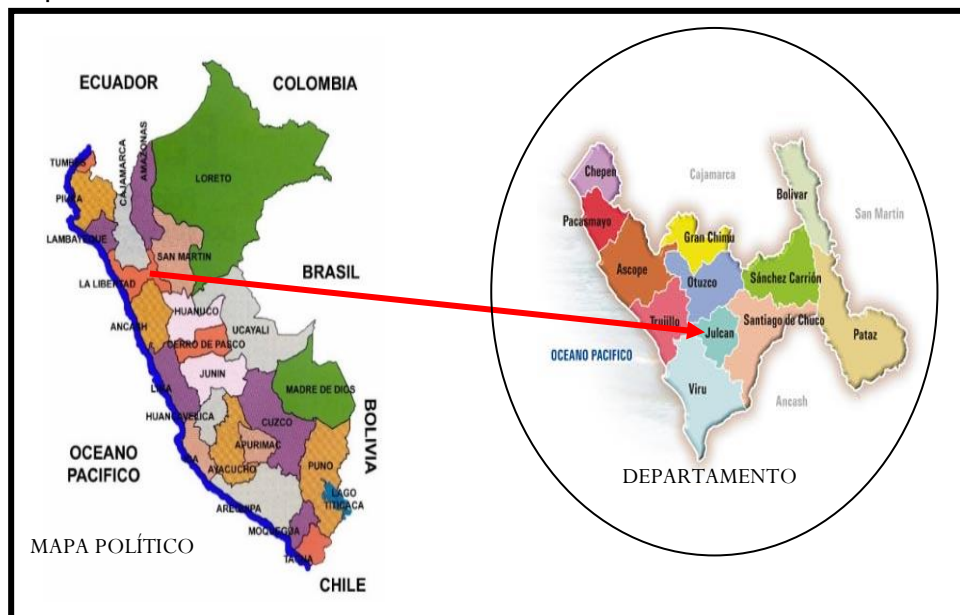 ECUADOR
COLOMBIA
TUMBES
PIURA
CAJAMARCA
AMAZONAS
LORETO
LAMBAYEQUE
SAN MARTIN
BRASIL
LA LIBERTAD
HUANUCO
ANCASH
UCAYALI
CERRO DE PASCO
JUNIN
LIMA
MADRE DE DIOS
HUANCAVELICA
CUZCO
BOLIVIA
OCEANO
PACIFICO
ICA
APURIMAC
AYACUCHO
PUNO
LAGO
TITICACA
AREQUIPA
MOQUEGUA
TACNA
MAPA POLÍTICO
CHILE
Chepen
Cajamarca
Bolivar
San Martin
Pacasmayo
Gran Chimu
Ascope
Otuzco
Sánchez Carrión
Trujillo
Julcan
Santiago de Chuco
Pataz
OCEANO PACIFICO
Viru
Ancash
DEPARTAMENTO